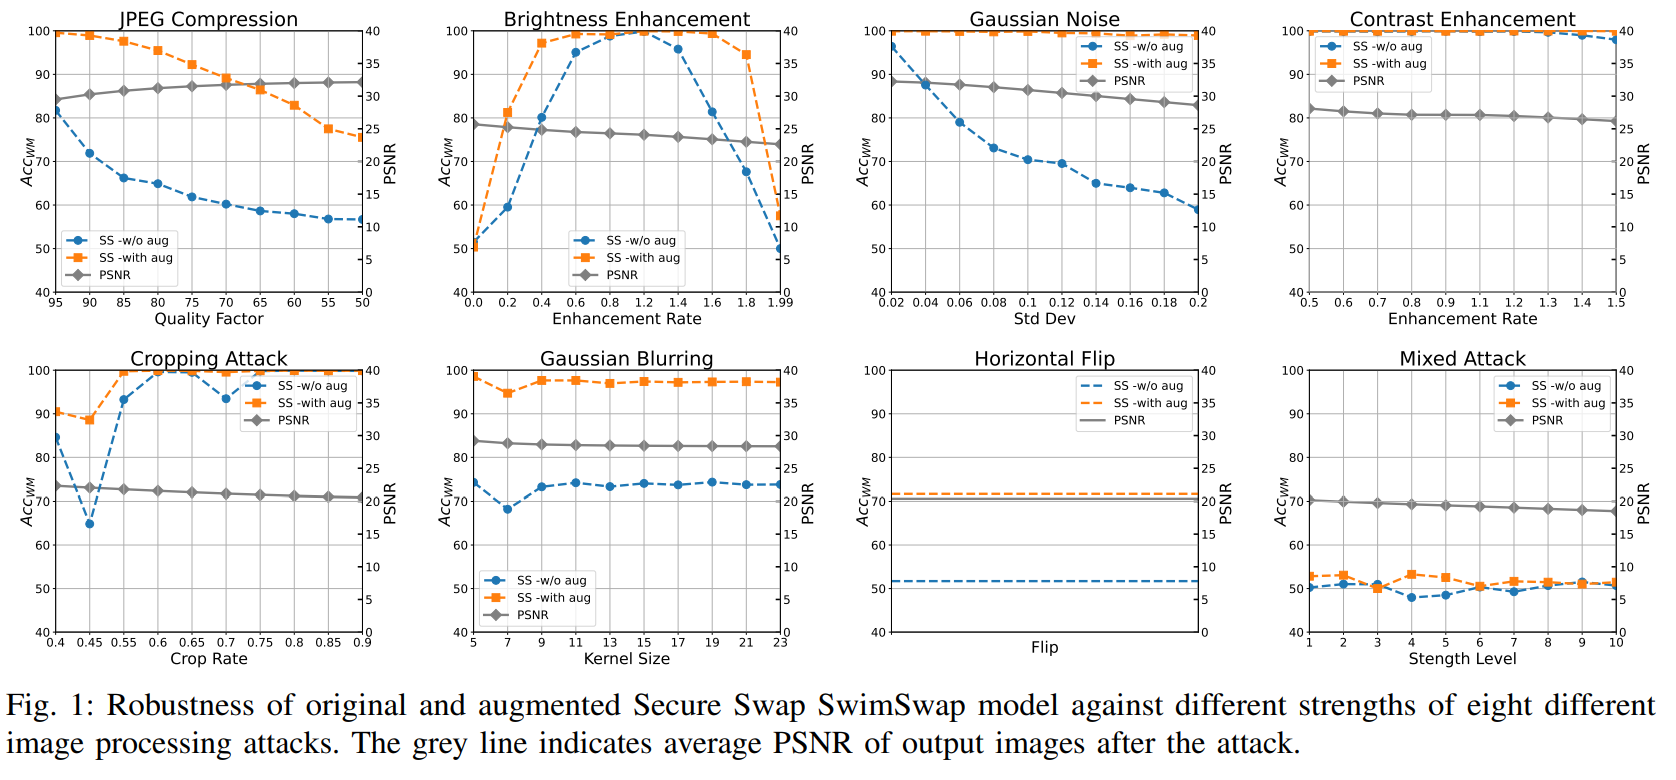 JPEG Compression
100
90
80
70
60
50
40
Acc_WM
40
35
30
25
20
15
10
5
0
PSNR
SS -w/o aug
SS -with aug
PSNR
95 90 85 80 75 70 65 60 55 50
Quality Factor
Brightness Enhancement
100
90
80
70
60
50
40
Acc_WM
40
35
30
25
20
15
10
5
0
PSNR
SS -w/o aug
SS -with aug
PSNR
0.0 0.2 0.4 0.6 0.8 1.2 1.4 1.6 1.8 1.99
Enhancement Rate
Gaussian Noise
100
90
80
70
60
50
40
Acc_WM
40
35
30
25
20
15
10
5
0
PSNR
SS -w/o aug
SS -with aug
PSNR
0.02 0.04 0.06 0.08 0.1 0.12 0.14 0.16 0.18 0.2
Std Dev
Contrast Enhancement
100
90
80
70
60
50
40
Acc_WM
40
35
30
25
20
15
10
5
0
PSNR
SS -w/o aug
SS -with aug
PSNR
0.5 0.6 0.7 0.8 0.9 1.1 1.2 1.3 1.4 1.5
Enhancement Rate
Cropping Attack
100
90
80
70
60
50
40
Acc_WM
40
35
30
25
20
15
10
5
0
PSNR
SS -w/o aug
SS -with aug
PSNR
0.4 0.45 0.55 0.6 0.65 0.7 0.75 0.8 0.85 0.9
Crop Rate
Gaussian Blurring
100
90
80
70
60
50
40
Acc_WM
40
35
30
25
20
15
10
5
0
PSNR
SS -w/o aug
SS -with aug
PSNR
5 7 9 11 13 15 17 19 21 23
Kernel Size
Horizontal Flip
100
90
80
70
60
50
40
Acc_WM
40
35
30
25
20
15
10
5
0
PSNR
SS -w/o aug
SS -with aug
PSNR
Flip
Mixed Attack
100
90
80
70
60
50
40
Acc_WM
40
35
30
25
20
15
10
5
0
PSNR
SS -w/o aug
SS -with aug
PSNR
1 2 3 4 5 6 7 8 9 10
Stength Level
Fig. 1: Robustness of original and augmented Secure Swap SwimSwap model against different strengths of eight different
image processing attacks. The grey line indicates average PSNR of output images after the attack.